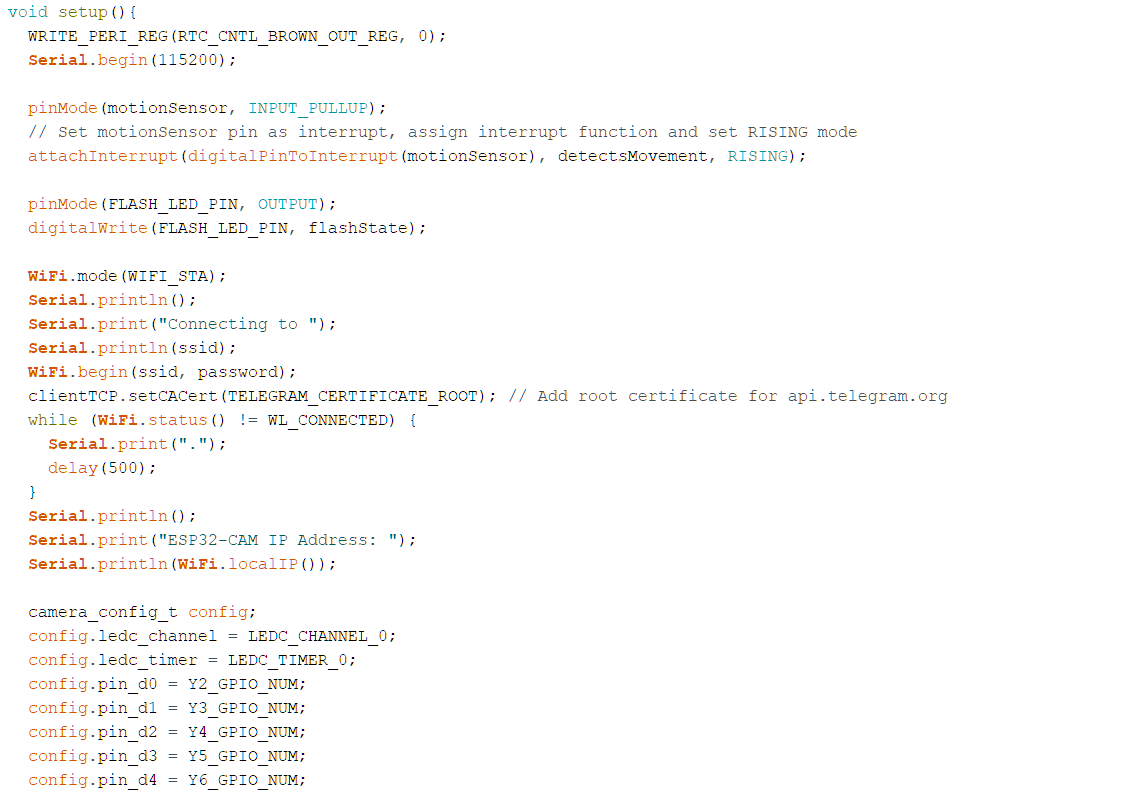 void setup(){
  WRITE_PERI_REG(RTC_CNTL_BROWN_OUT_REG, 0);
  Serial.begin(115200);

  pinMode(motionSensor, INPUT_PULLUP);
  // Set motionSensor pin as interrupt, assign interrupt function and set RISING mode
  attachInterrupt(digitalPinToInterrupt(motionSensor), detectsMovement, RISING);

  pinMode(FLASH_LED_PIN, OUTPUT);
  digitalWrite(FLASH_LED_PIN, flashState);

  WiFi.mode(WIFI_STA);
  Serial.println();
  Serial.print("Connecting to ");
  Serial.println(ssid);
  WiFi.begin(ssid, password);
  clientTCP.setCACert(TELEGRAM_CERTIFICATE_ROOT); // Add root certificate for api.telegram.org
  while (WiFi.status() != WL_CONNECTED) {
    Serial.print(".");
    delay(500);
  }
  Serial.println();
  Serial.print("ESP32-CAM IP Address: ");
  Serial.println(WiFi.localIP());

  camera_config_t config;
  config.ledc_channel = LEDC_CHANNEL_0;
  config.ledc_timer = LEDC_TIMER_0;
  config.pin_d0 = Y2_GPIO_NUM;
  config.pin_d1 = Y3_GPIO_NUM;
  config.pin_d2 = Y4_GPIO_NUM;
  config.pin_d3 = Y5_GPIO_NUM;
  config.pin_d4 = Y6_GPIO_NUM;